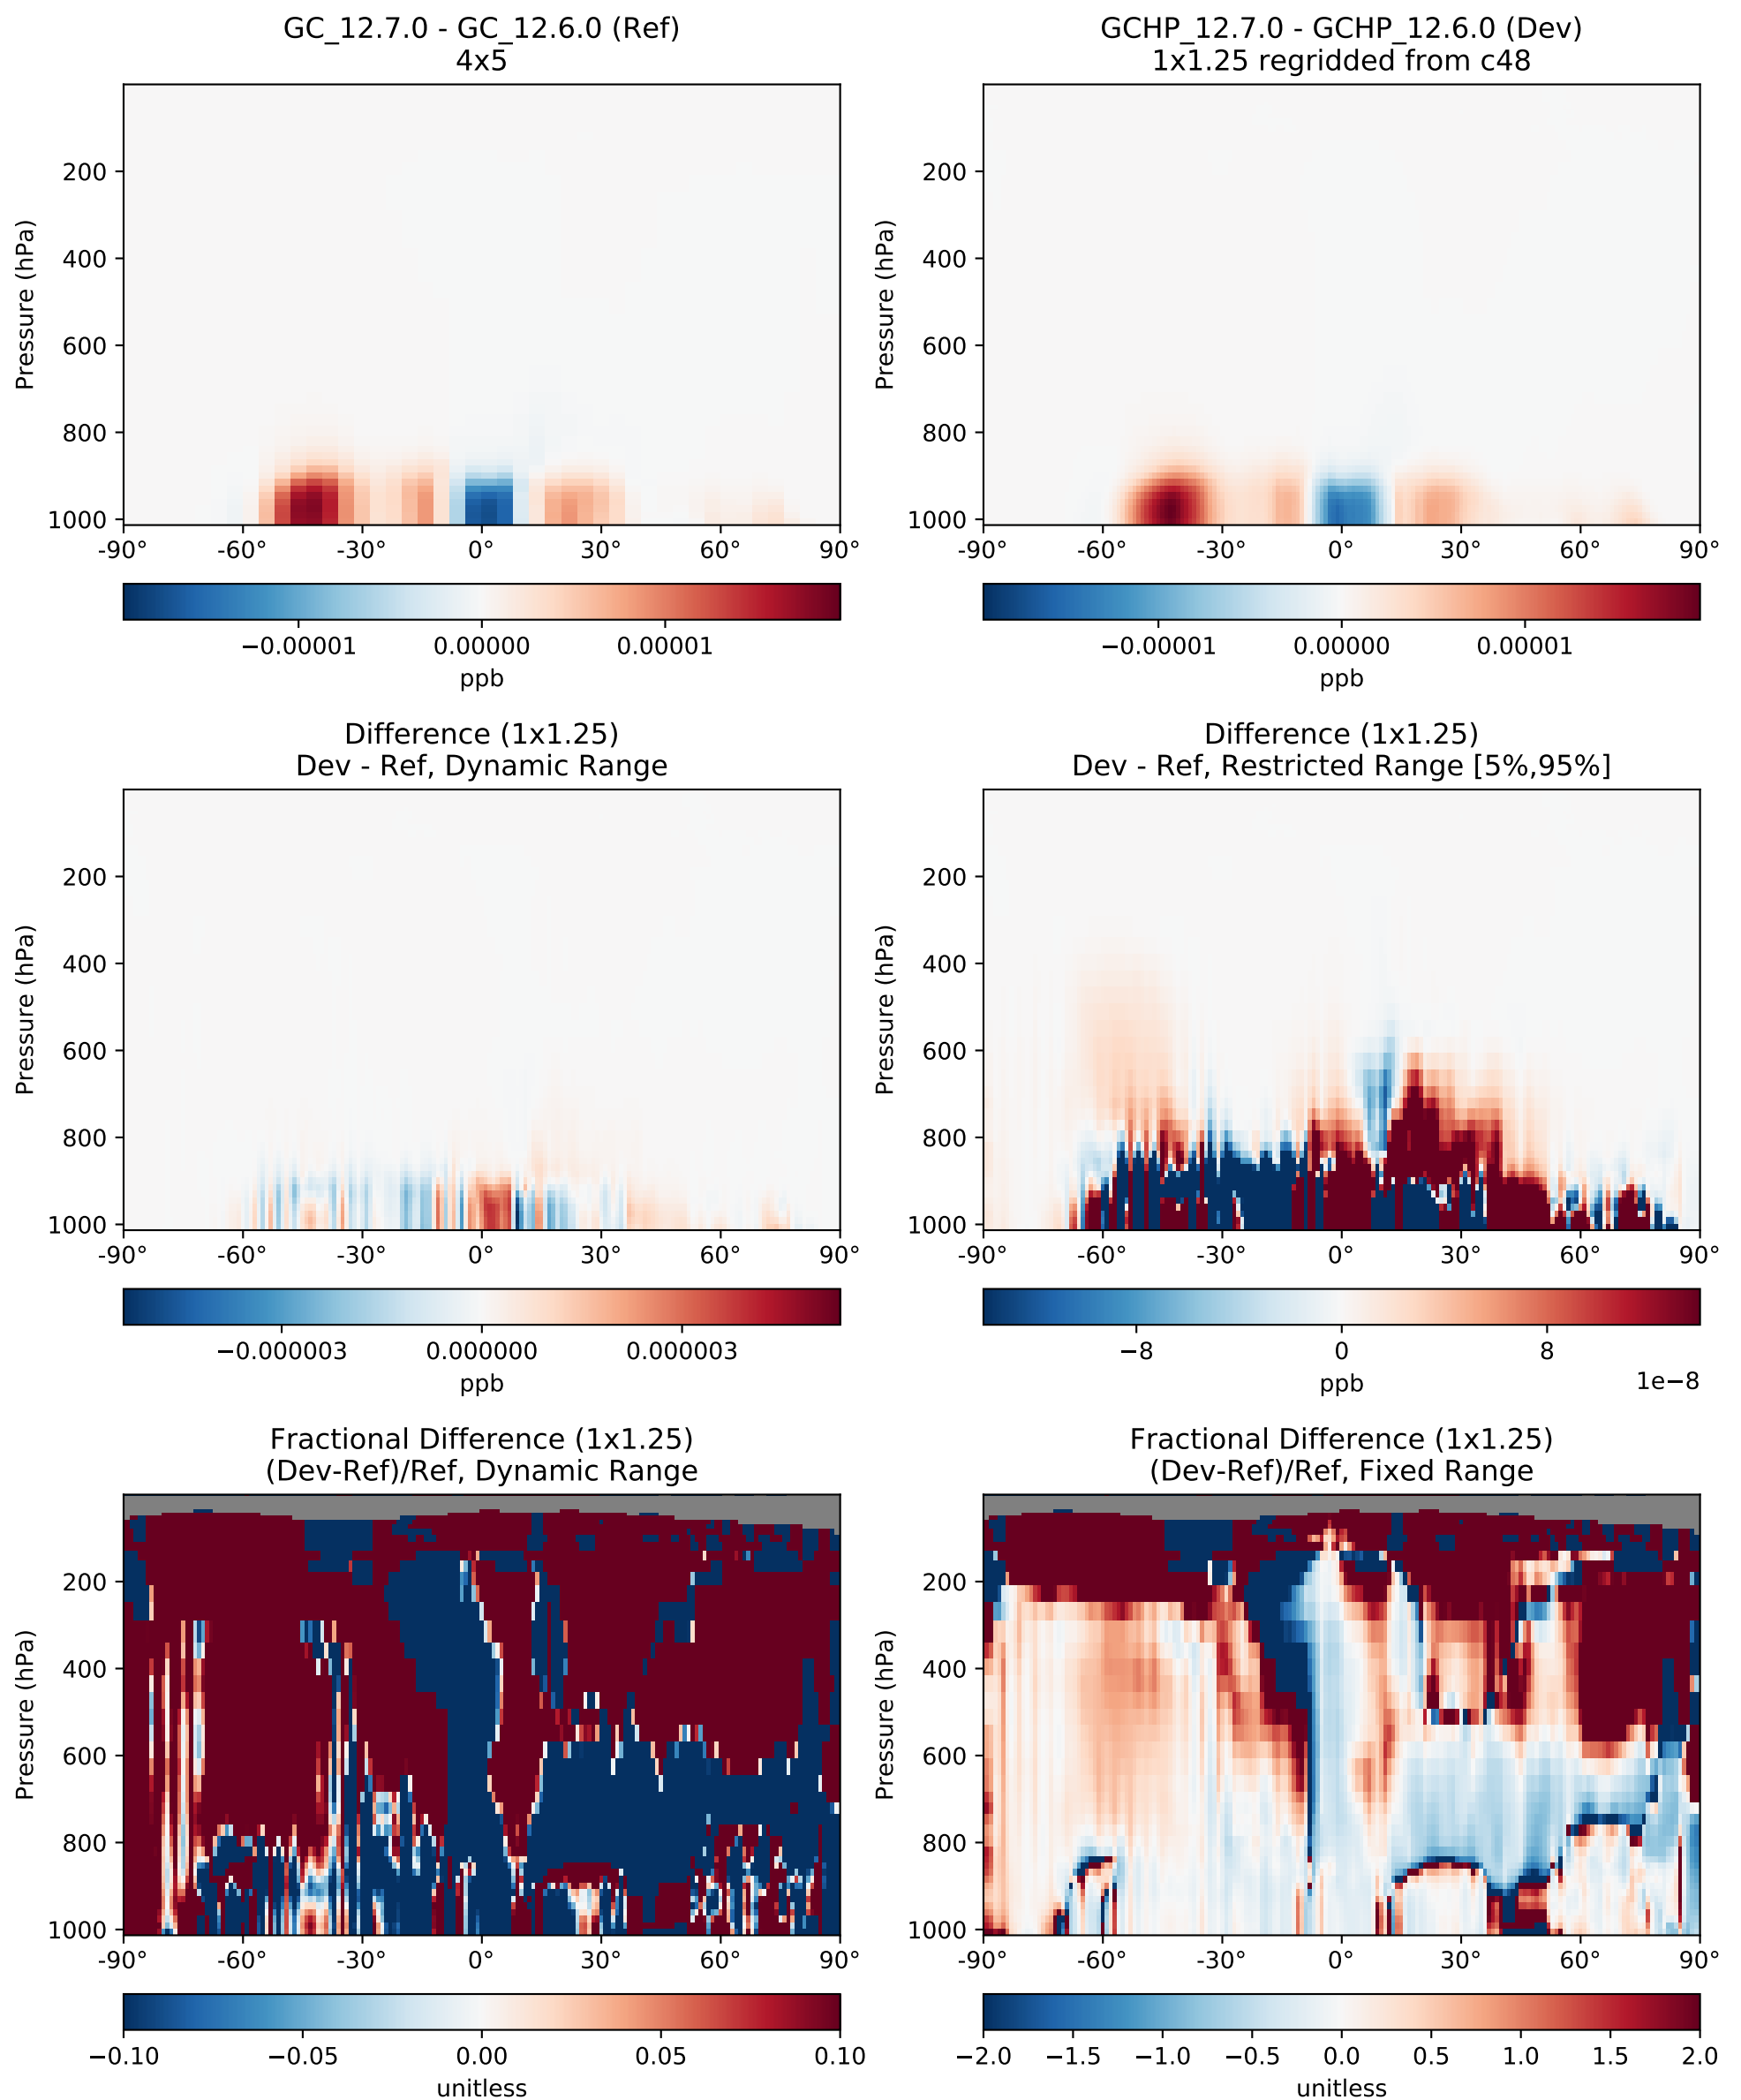 GC_12.7.0 - GC_12.6.0 (Ref)
4x5
GCHP_12.7.0 - GCHP_12.6.0 (Dev)
1x1.25 regridded from c48
Pressure (hPa)
200
400
600
800
1000
-90° -60° -30° 0° 30° 60° 90°
−0.00001 0.00000 0.00001
ppb
Pressure (hPa)
200
400
600
800
1000
-90° -60° -30° 0° 30° 60° 90°
−0.00001 0.00000 0.00001
ppb
Difference (1x1.25)
Dev - Ref, Dynamic Range
Difference (1x1.25)
Dev - Ref, Restricted Range [5%,95%]
Pressure (hPa)
200
400
600
800
1000
-90° -60° -30° 0° 30° 60° 90°
−0.000003 0.000000 0.000003
ppb
Pressure (hPa)
200
400
600
800
1000
-90° -60° -30° 0° 30° 60° 90°
−8 0 8
ppb
1e−8
Fractional Difference (1x1.25)
(Dev-Ref)/Ref, Dynamic Range
Fractional Difference (1x1.25)
(Dev-Ref)/Ref, Fixed Range
Pressure (hPa)
200
400
600
800
1000
-90° -60° -30° 0° 30° 60° 90°
−0.10 −0.05 0.00 0.05 0.10
unitless
Pressure (hPa)
200
400
600
800
1000
-90° -60° -30° 0° 30° 60° 90°
−2.0 −1.5 −1.0 −0.5 0.0 0.5 1.0 1.5 2.0
unitless